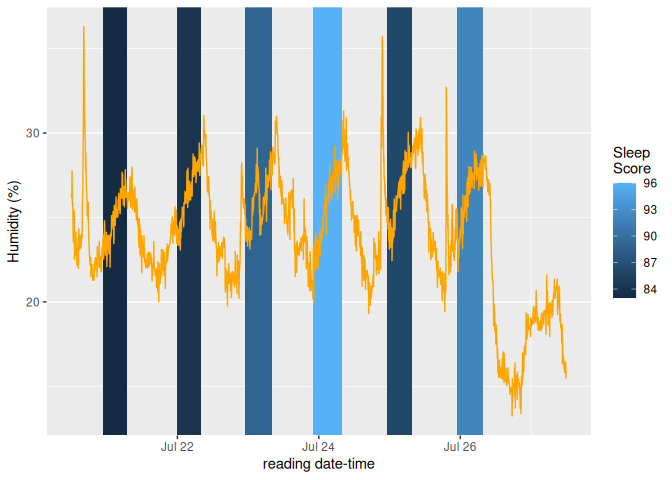 Humidity (%)
30
20
Jul 22
Jul 24
Jul 26
reading date-time
Sleep
Score
96
93
90
87
84